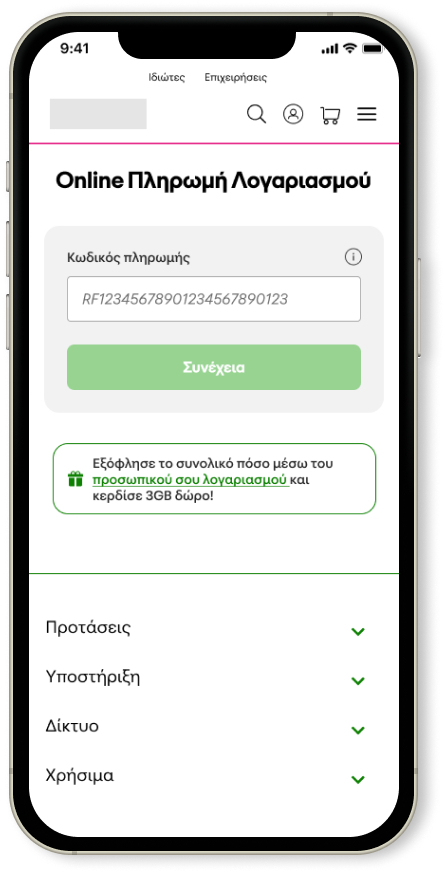 9:41
Ιδιώτες Επιχειρήσεις
Online Πληρωμή Λογαριασμού
Κωδικός πληρωμής
RF12345678901234567890123
Συνέχεια
Εξόφλησε το συνολικό πόσο μέσω του
προσωπικού σου λογαριασμού και
κερδίσε 3GB δώρο!
Προτάσεις
Υποστήριξη
Δίκτυο
Χρήσιμα